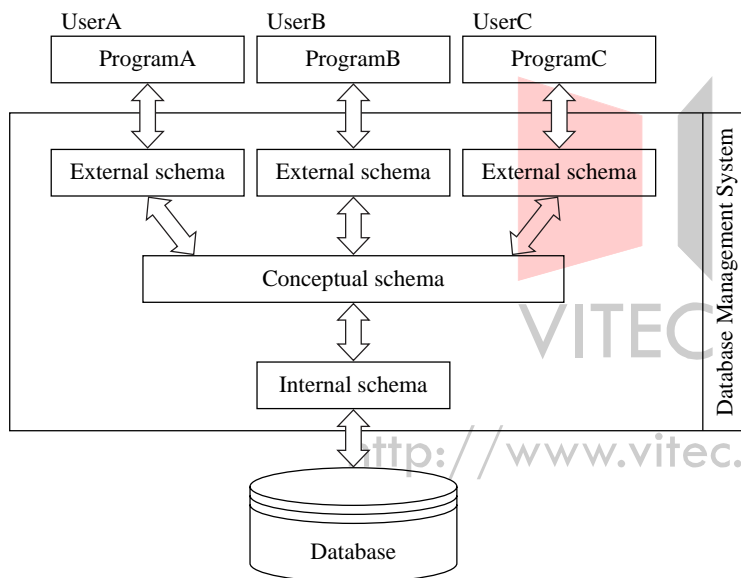 UserA UserB UserC
ProgramA ProgramB ProgramC
External schema External schema External schema
Conceptual schema
Internal schema
Database Management System
VITEC
http://www.vitec.
Database